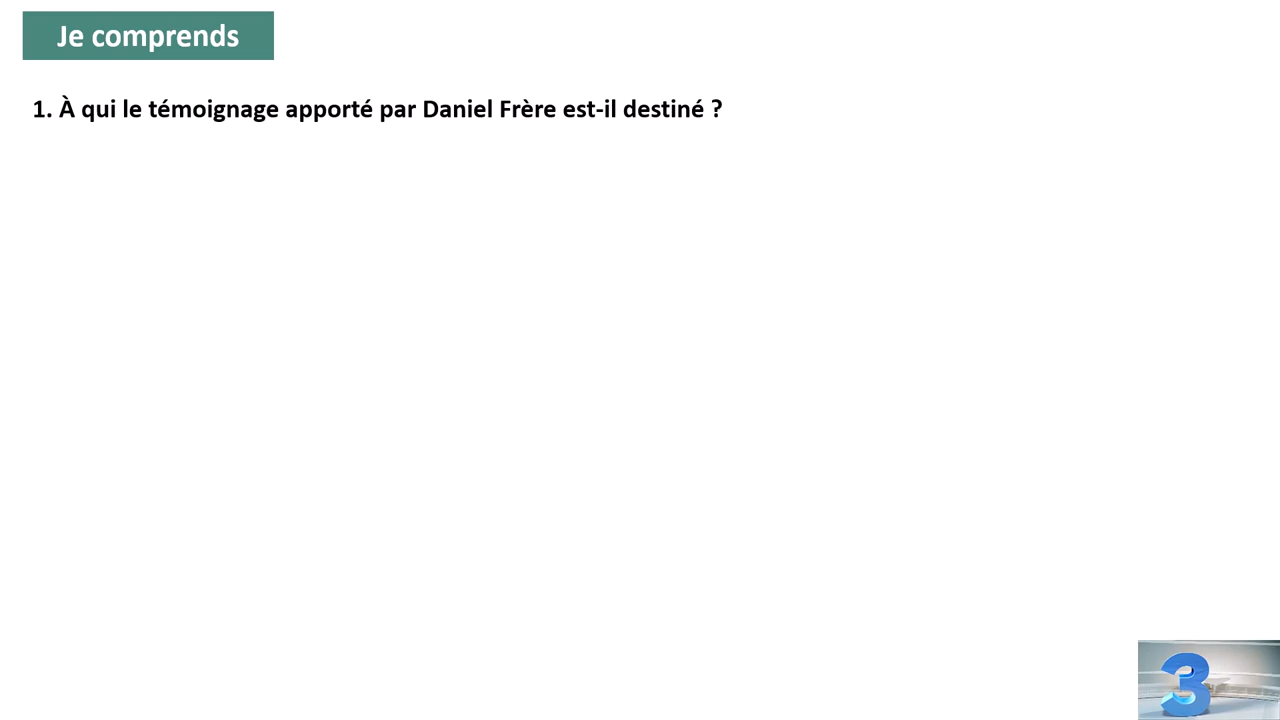 Je comprends
1. À qui le témoignage apporté par Daniel Frère est-il destiné ?
3